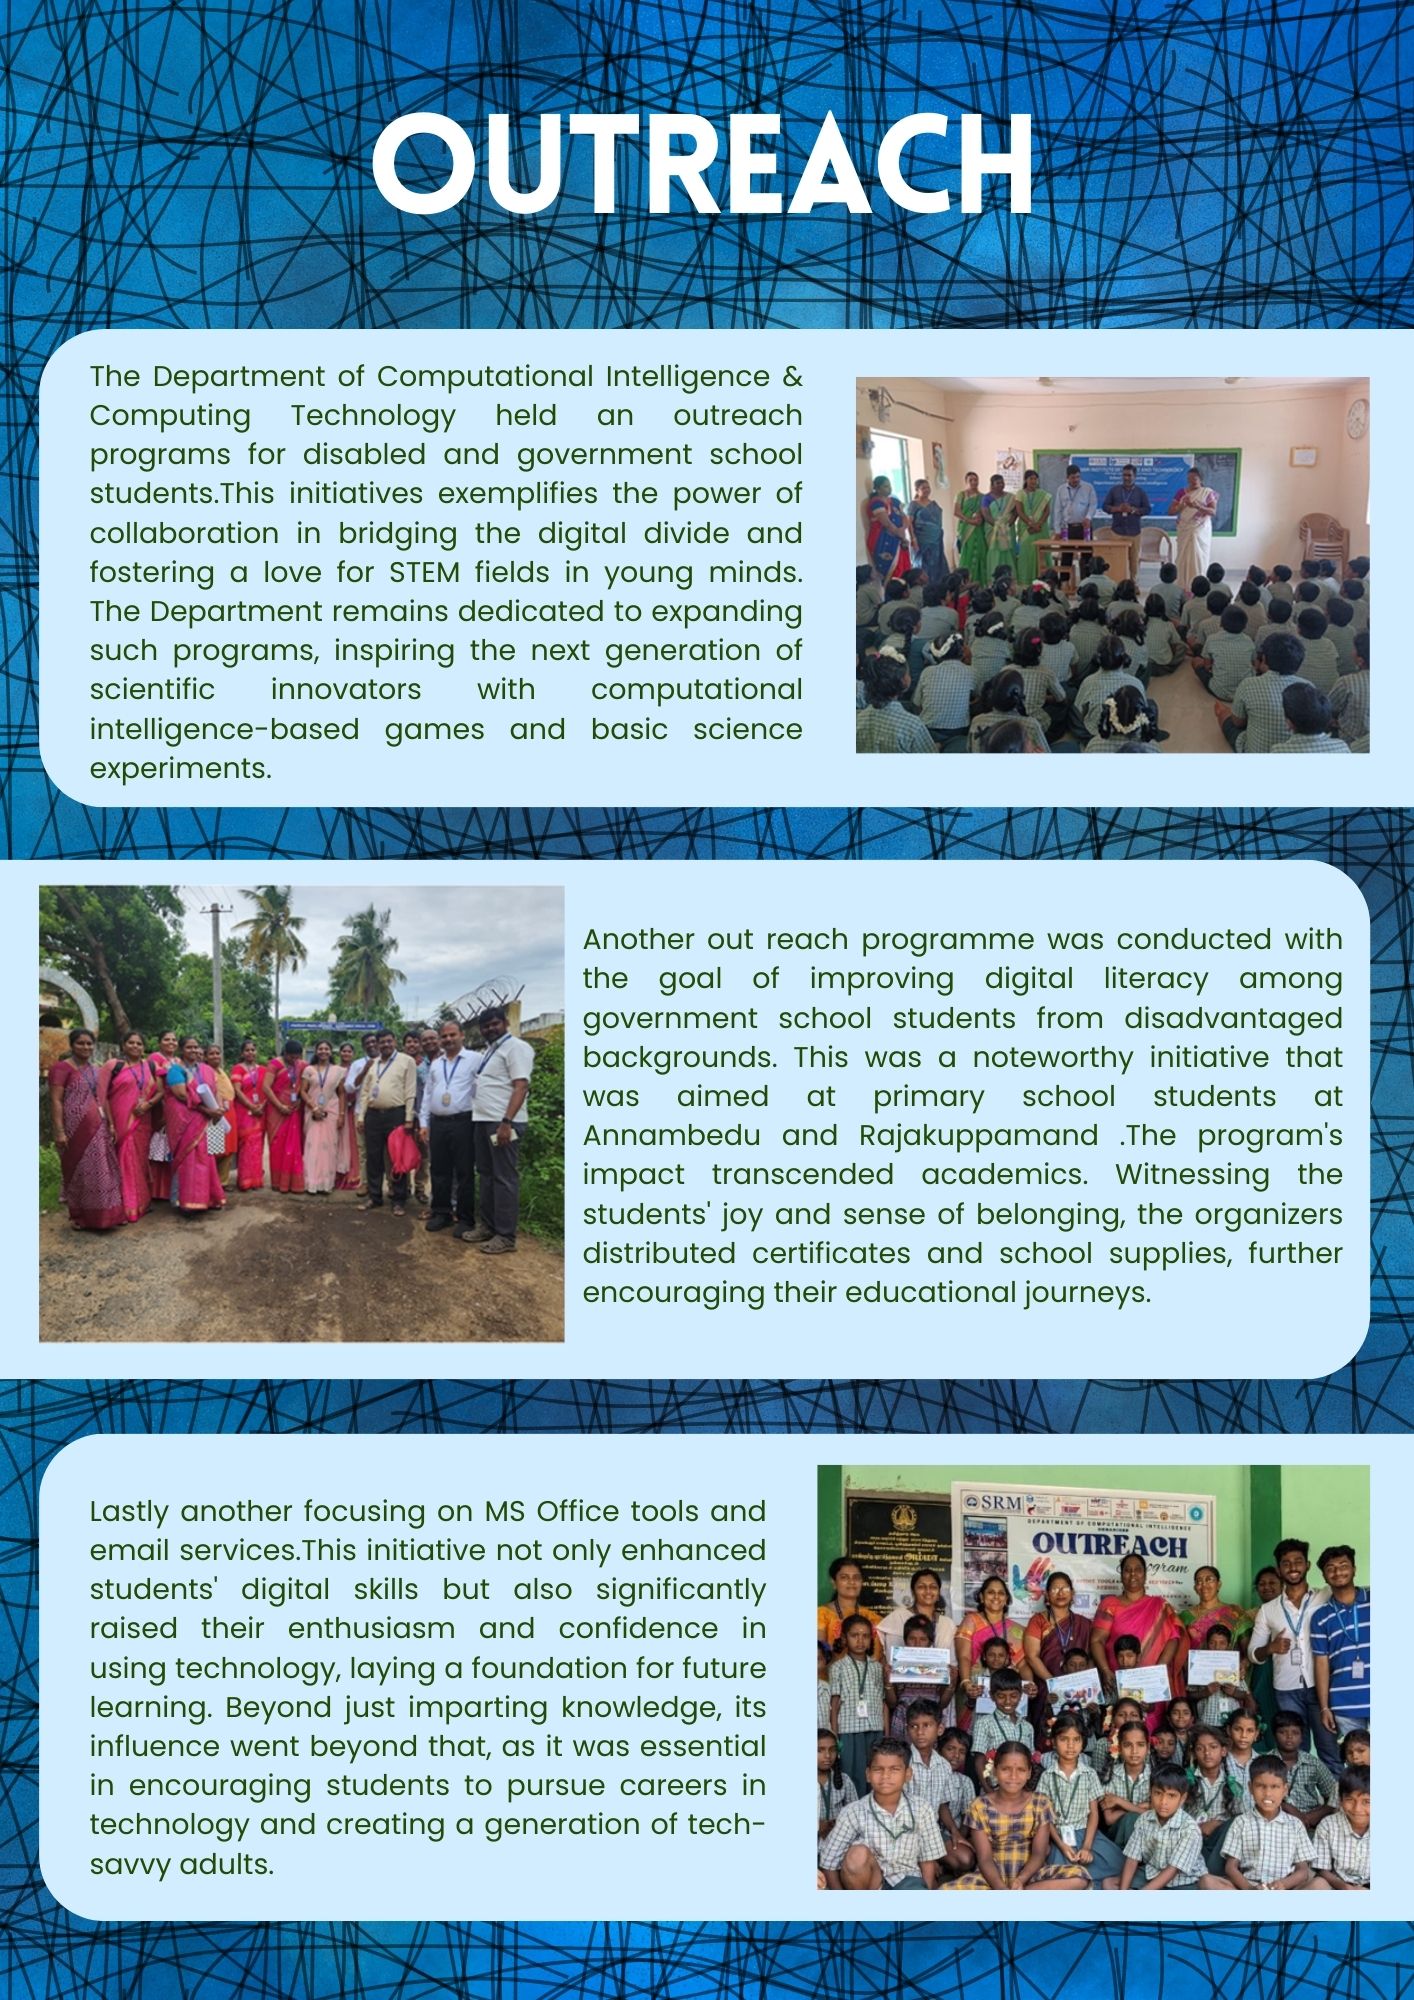 OUTREACH
The Department of Computational Intelligence &
Computing Technology held an outreach
programs for disabled and government school
students.This initiatives exemplifies the power of
collaboration in bridging the digital divide and
fostering a love for STEM fields in young minds.
The Department remains dedicated to expanding
such programs, inspiring the next generation of
scientific innovators with computational
intelligence-based games and basic science
experiments.
Another out reach programme was conducted with
the goal of improving digital literacy among
government school students from disadvantaged
backgrounds. This was a noteworthy initiative that
was aimed at primary school students at
Annambedu and Rajakuppamand .The program's
impact transcended academics. Witnessing the
students' joy and sense of belonging, the organizers
distributed certificates and school supplies, further
encouraging their educational journeys.
Lastly another focusing on MS Office tools and
email services.This initiative not only enhanced
students' digital skills but also significantly
raised their enthusiasm and confidence in
using technology, laying a foundation for future
learning. Beyond just imparting knowledge, its
influence went beyond that, as it was essential
in encouraging students to pursue careers in
technology and creating a generation of tech-
savvy adults.
SRM
DEPARTMENT OF COMPUTATIONAL INTELLIGENCE
OUTREACH